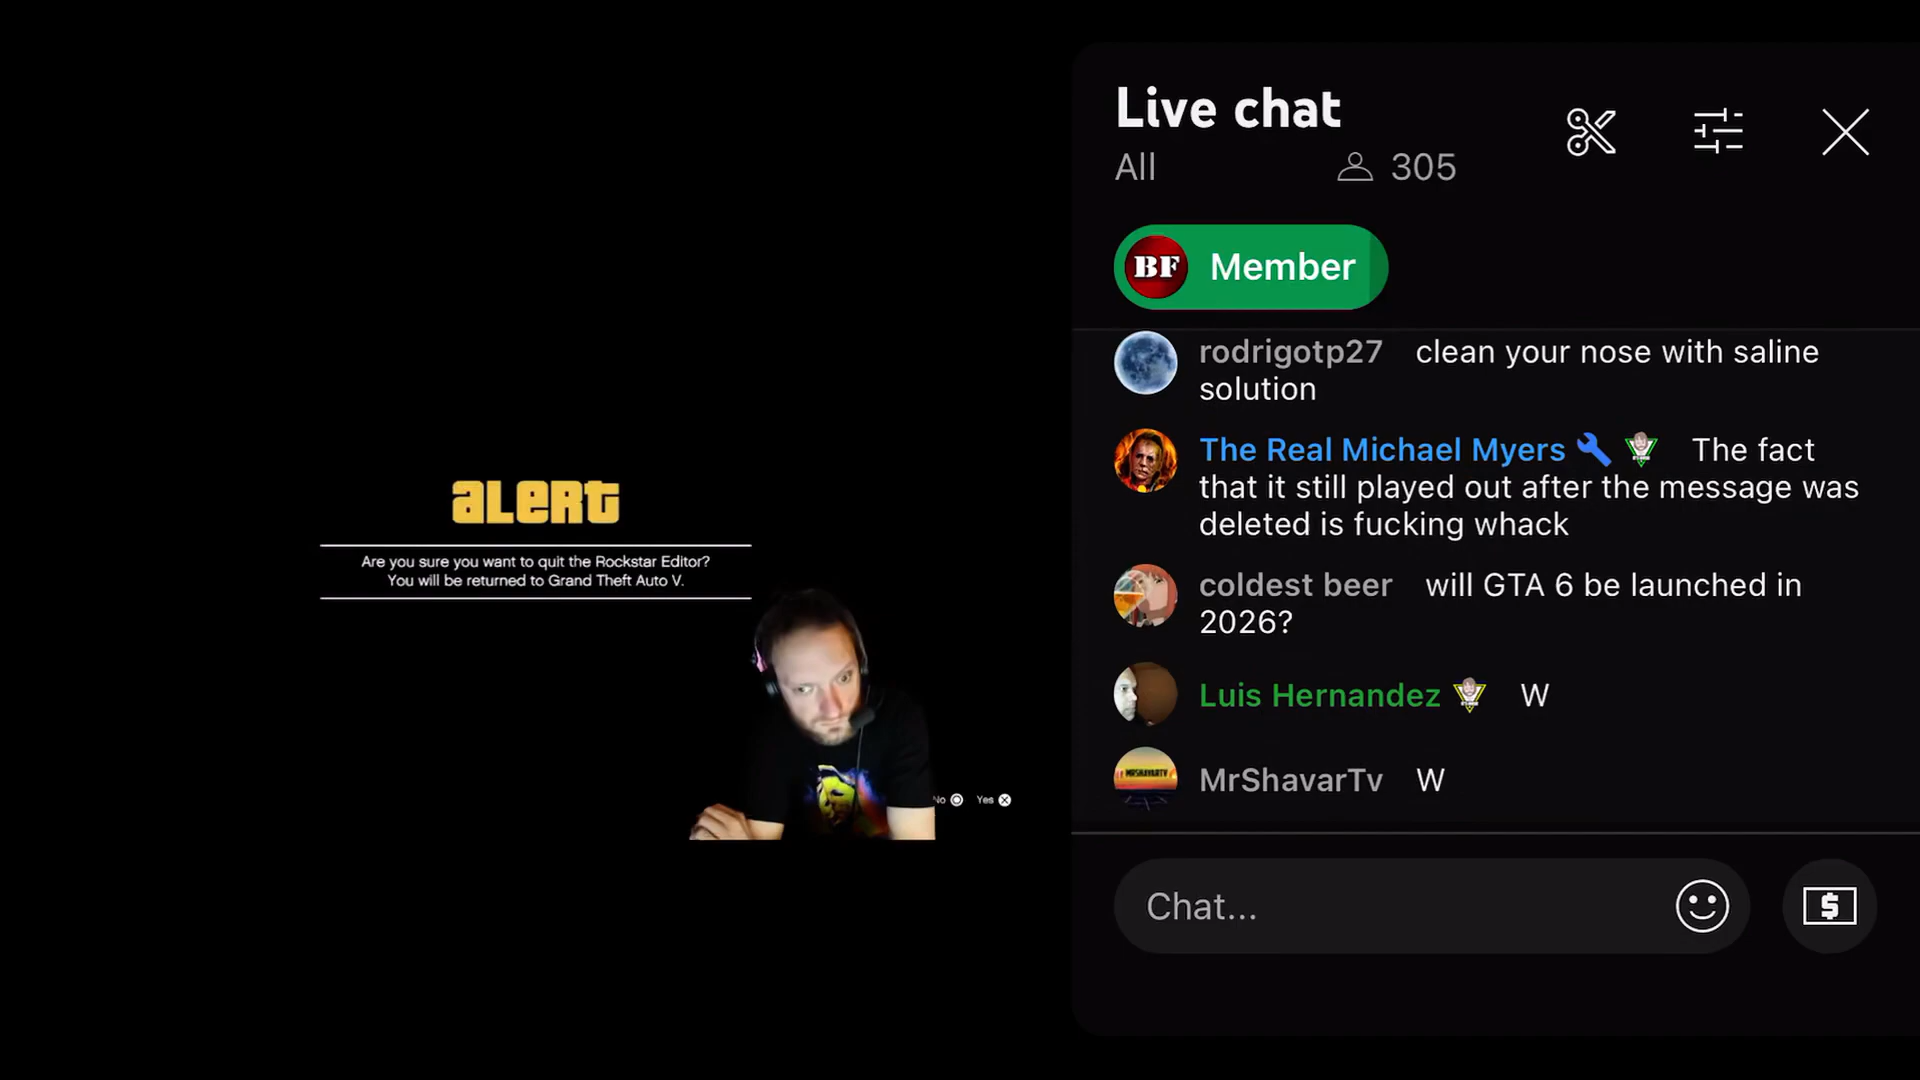 Live chat
All 305
BF Member
rodrigotp27 clean your nose with saline
solution
The Real Michael Myers The fact
that it still played out after the message was
deleted is fucking whack
coldest beer will GTA 6 be launched in
2026?
Luis Hernandez W
MRSHAVARTV
MrShavarTv W
Chat...
$
alert
Are you sure you want to quit the Rockstar Editor?
You will be returned to Grand Theft Auto V.
No Yes